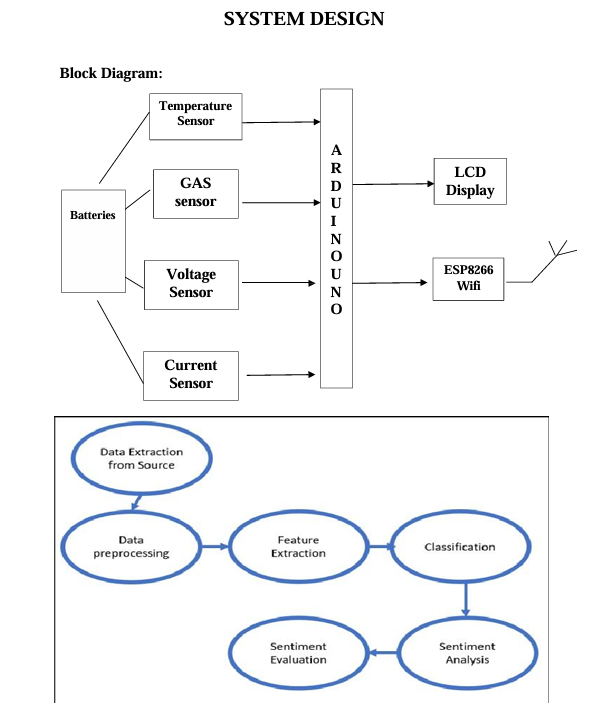 SYSTEM DESIGN
Block Diagram:
Temperature
Sensor
GAS
sensor
Batteries
Voltage
Sensor
Current
Sensor
A
R
D
U
I
N
O
U
N
O
LCD
Display
ESP8266
Wifi
Data Extraction
from Source
Data
preprocessing
Feature
Extraction
Classification
Sentiment
Evaluation
Sentiment
Analysis